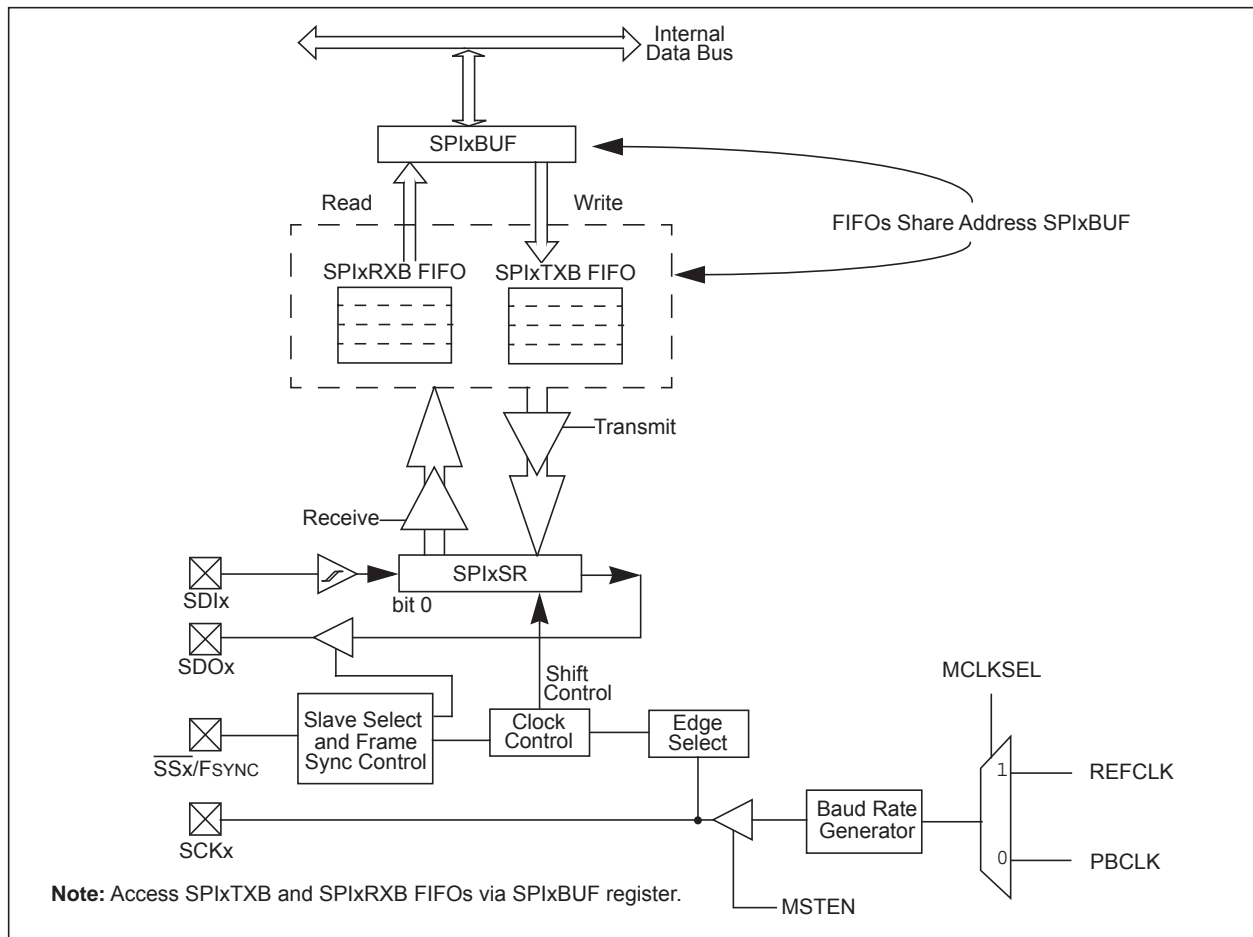 Internal
Data Bus
SPIxBUF
Read
Write
FIFOs Share Address SPIxBUF
SPIxRXB FIFO
SPIxTXB FIFO
Transmit
Receive
SPIxSR
SDIx
bit 0
SDOx
Shift
Control
MCLKSEL
Slave Select
and Frame
Sync Control
Clock
Control
Edge
Select
SSx/FSYNC
1
REFCLK
Baud Rate
Generator
SCKx
0
PBCLK
Note: Access SPIxTXB and SPIxRXB FIFOs via SPIxBUF register.
MSTEN